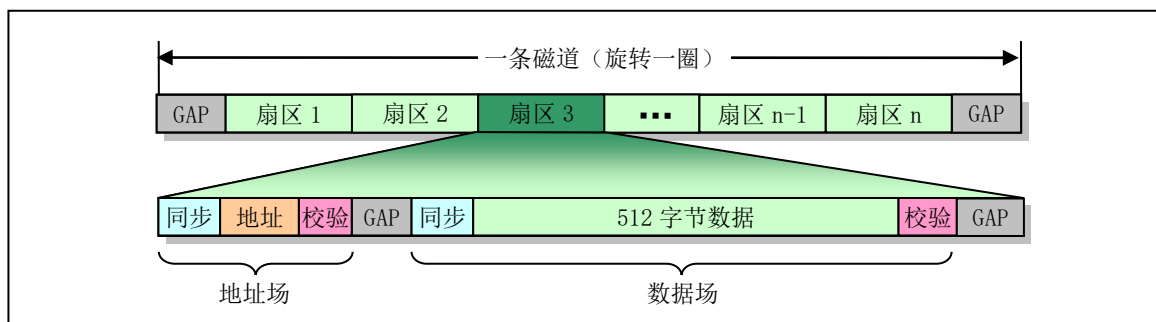 一条磁道（旋转一圈）
GAP 扇区 1 扇区 2 扇区 3 ··· 扇区 n-1 扇区 n GAP
同步 地址 校验 GAP 同步 512 字节数据 校验 GAP
地址场 数据场